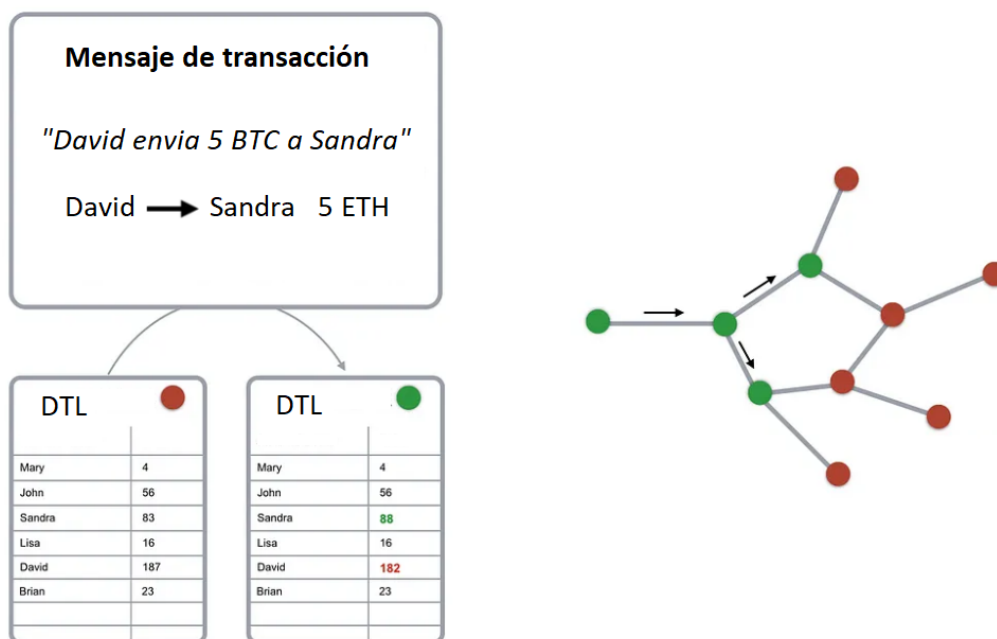 Mensaje de transacción
"David envia 5 BTC a Sandra"
David Sandra 5 ETH
DTL
Mary 4
John 56
Sandra 83
Lisa 16
David 187
Brian 23
DTL
Mary 4
John 56
Sandra 88
Lisa 16
David 182
Brian 23